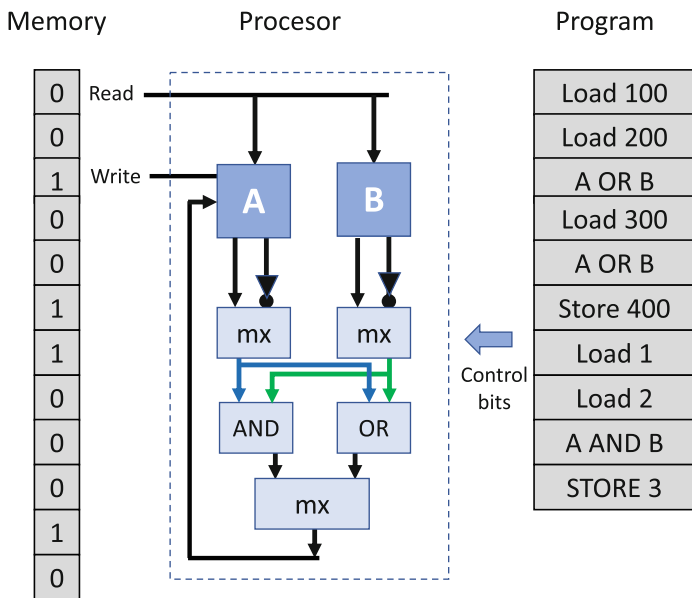 Memory
Procesor
Program
0
0
1
0
0
1
1
0
0
0
1
0
Read
Write
A
B
mx
mx
AND
OR
mx
Control
bits
Load 100
Load 200
A OR B
Load 300
A OR B
Store 400
Load 1
Load 2
A AND B
STORE 3